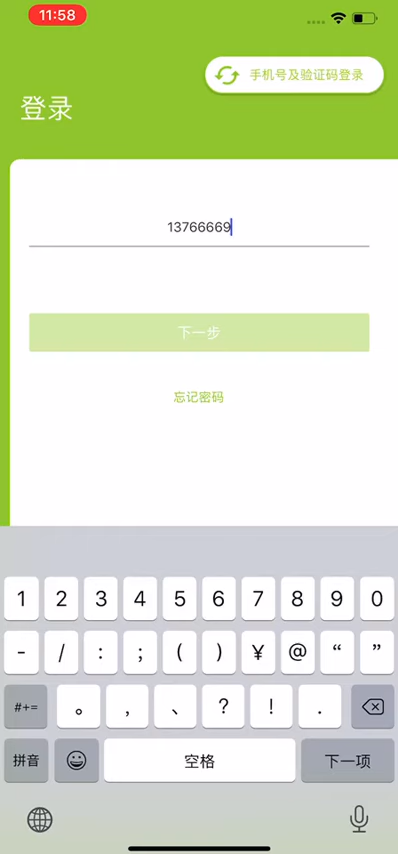 11:58
手机号及验证码登录
登录
13766669
下一步
忘记密码
1 2 3 4 5 6 7 8 9 0
- / : ; ( ) ¥ @ “ ”
#+= 。 , 、 ? ! .
拼音 空格 下一项